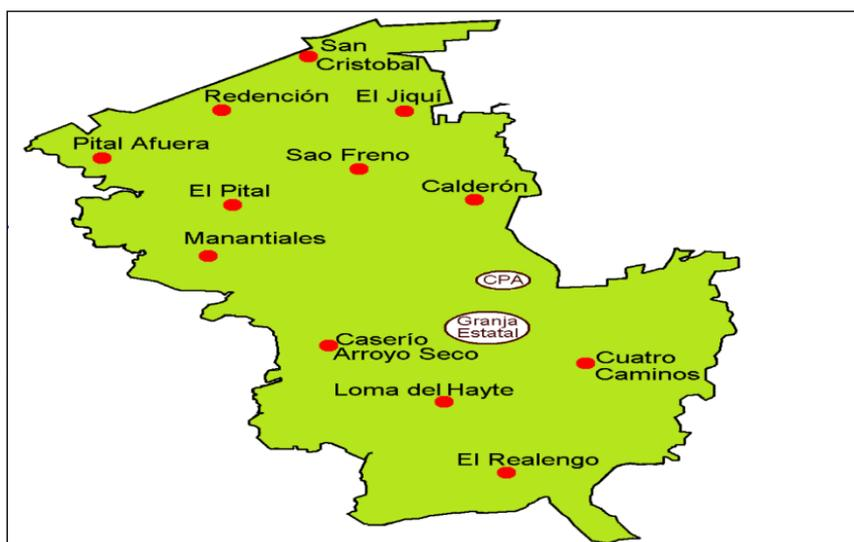 San
Cristobal
Redención
El Jiquí
Pital Afuera
Sao Freno
El Pital
Calderón
Manantiales
CPA
Granja
Estatal
Caserío
Arroyo Seco
Cuatro
Caminos
Loma del Hayte
El Realengo